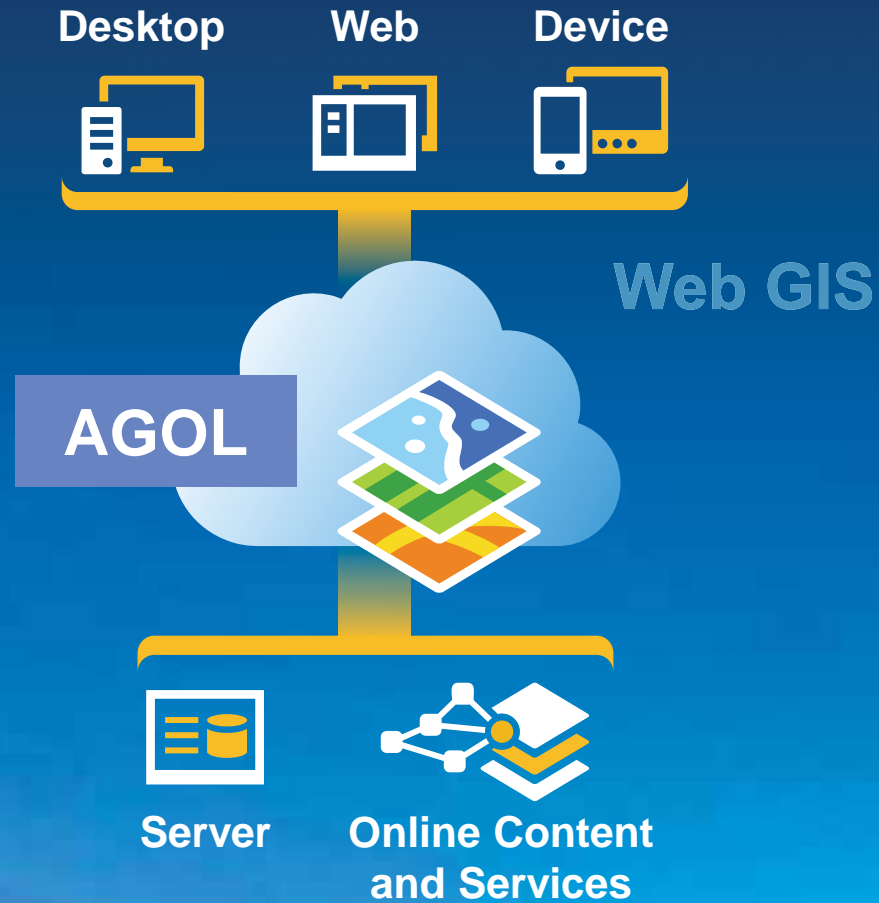 Desktop Web Device
Web GIS
AGOL
Server Online Content
and Services